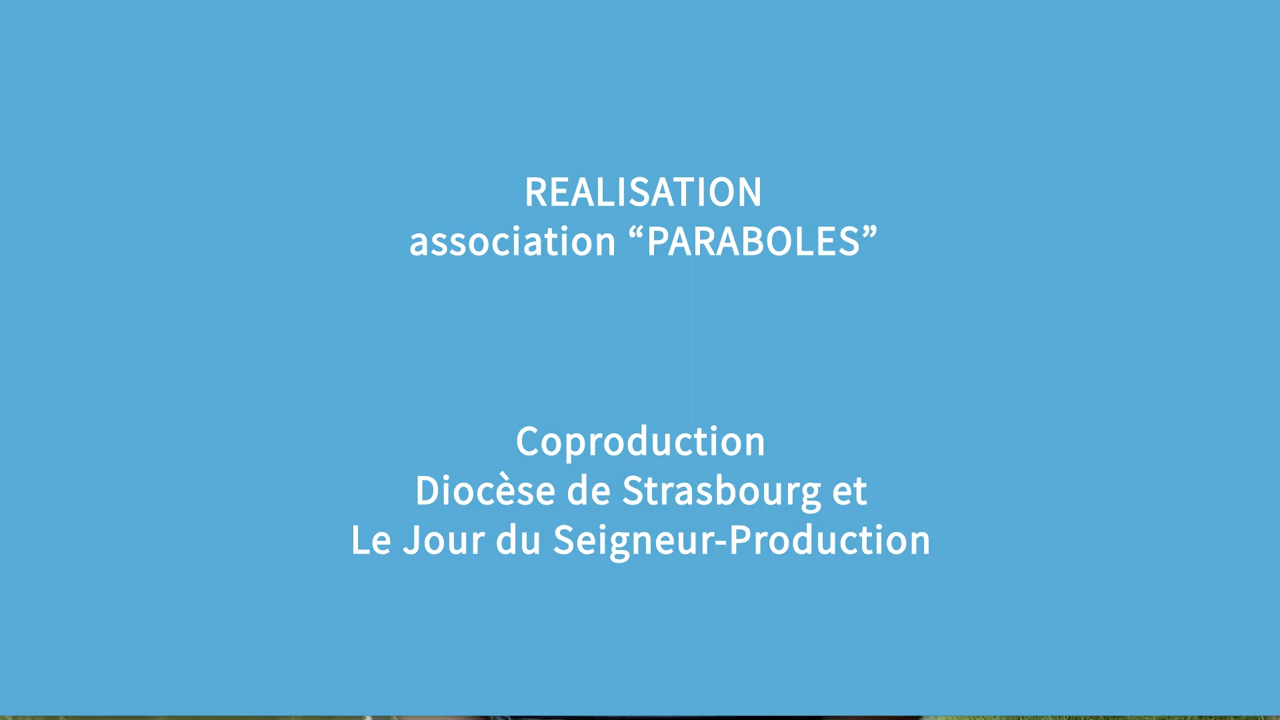 REALISATION
association “PARABOLES”
Coproduction
Diocèse de Strasbourg et
Le Jour du Seigneur-Production